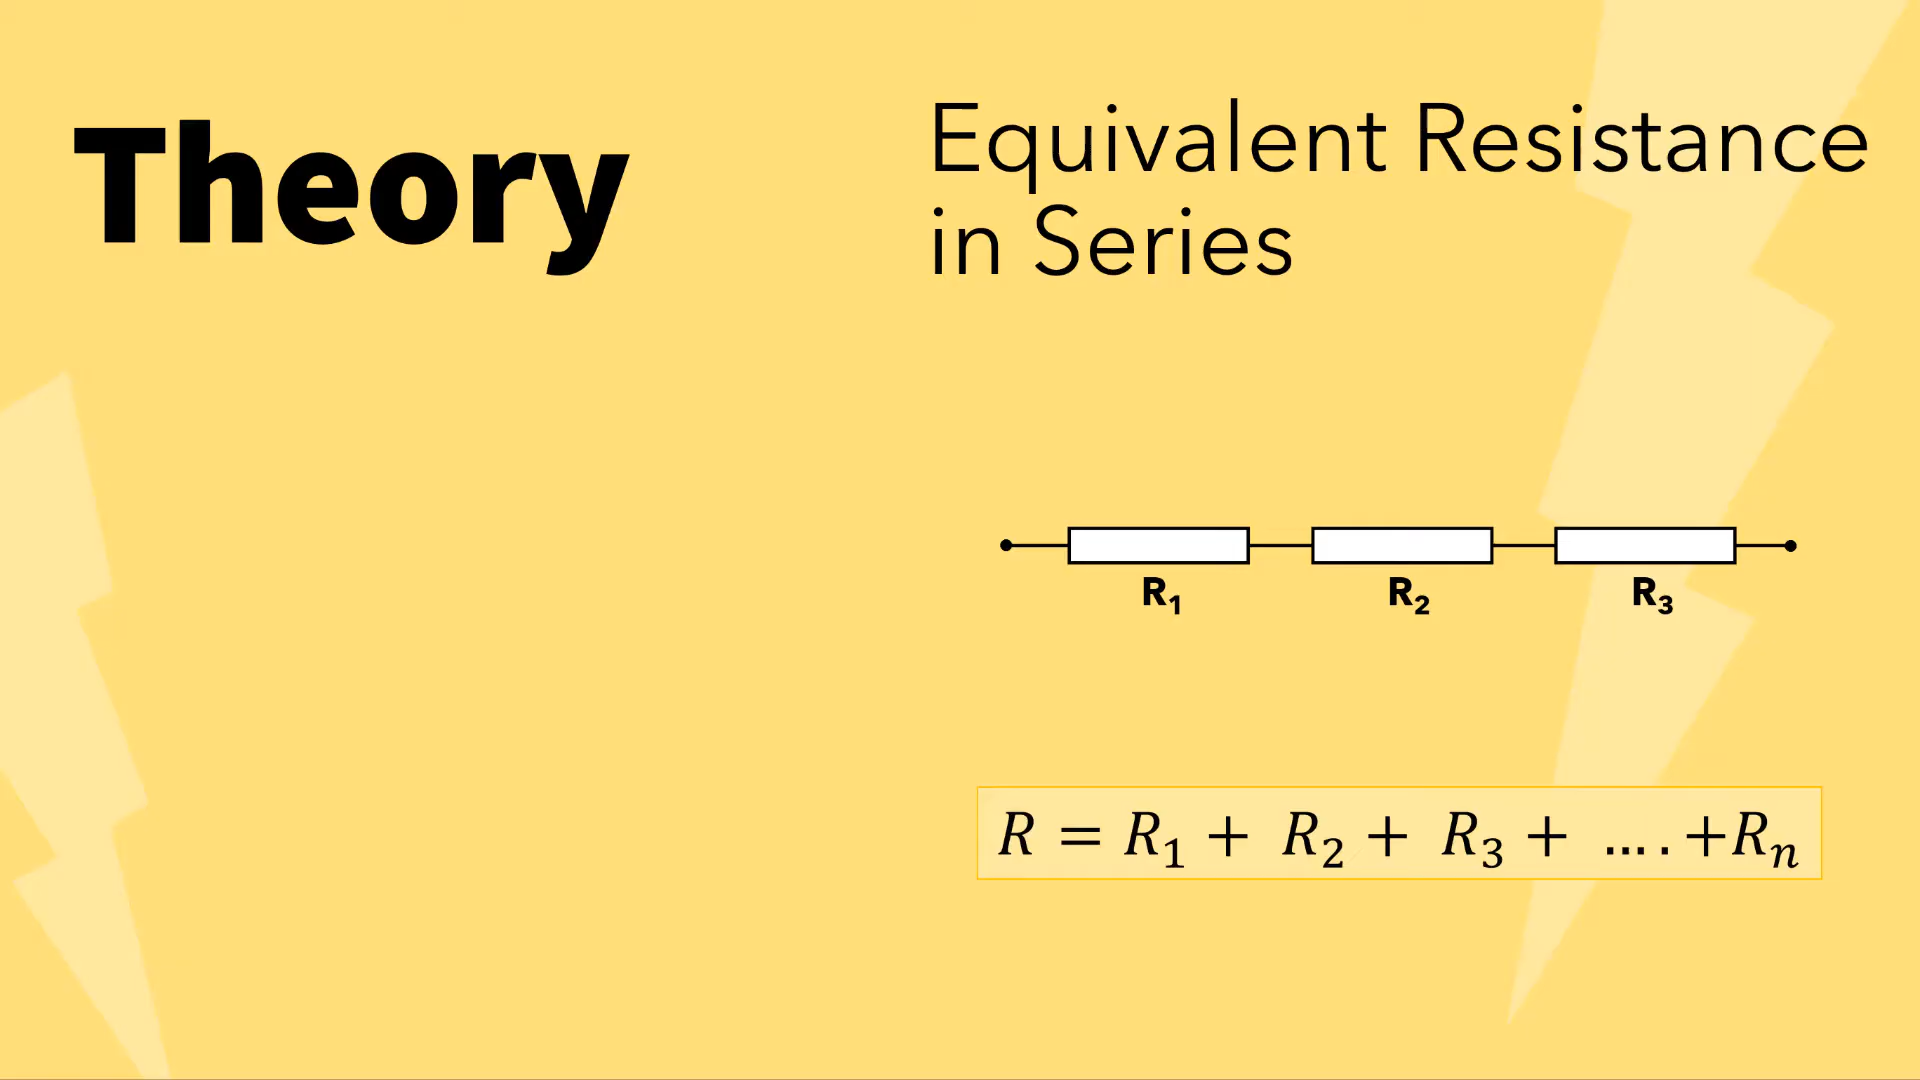 Theory
Equivalent Resistance
in Series
R₁ R₂ R₃
R = R₁ + R₂ + R₃ + ... . +Rₙ